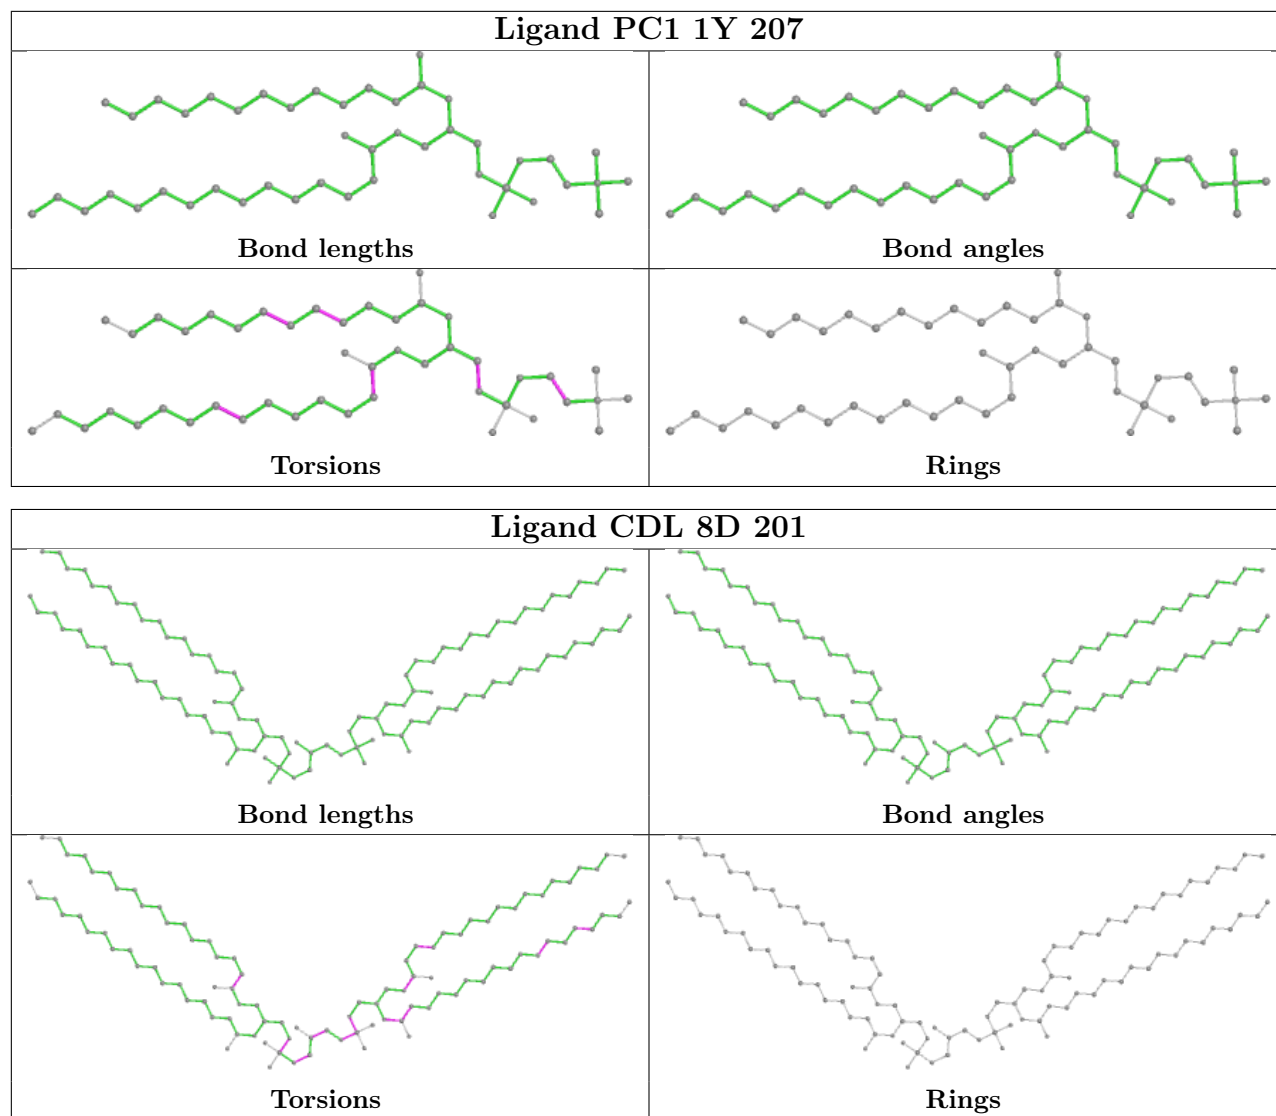 Ligand PC1 1Y 207
Bond lengths
Bond angles
Torsions
Rings
Ligand CDL 8D 201
Bond lengths
Bond angles
Torsions
Rings